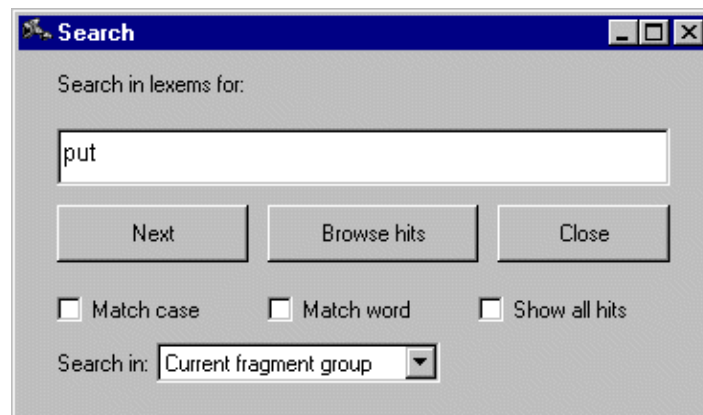 Search
Search in lexems for:
put
Next Browse hits Close
Match case Match word Show all hits
Search in: Current fragment group